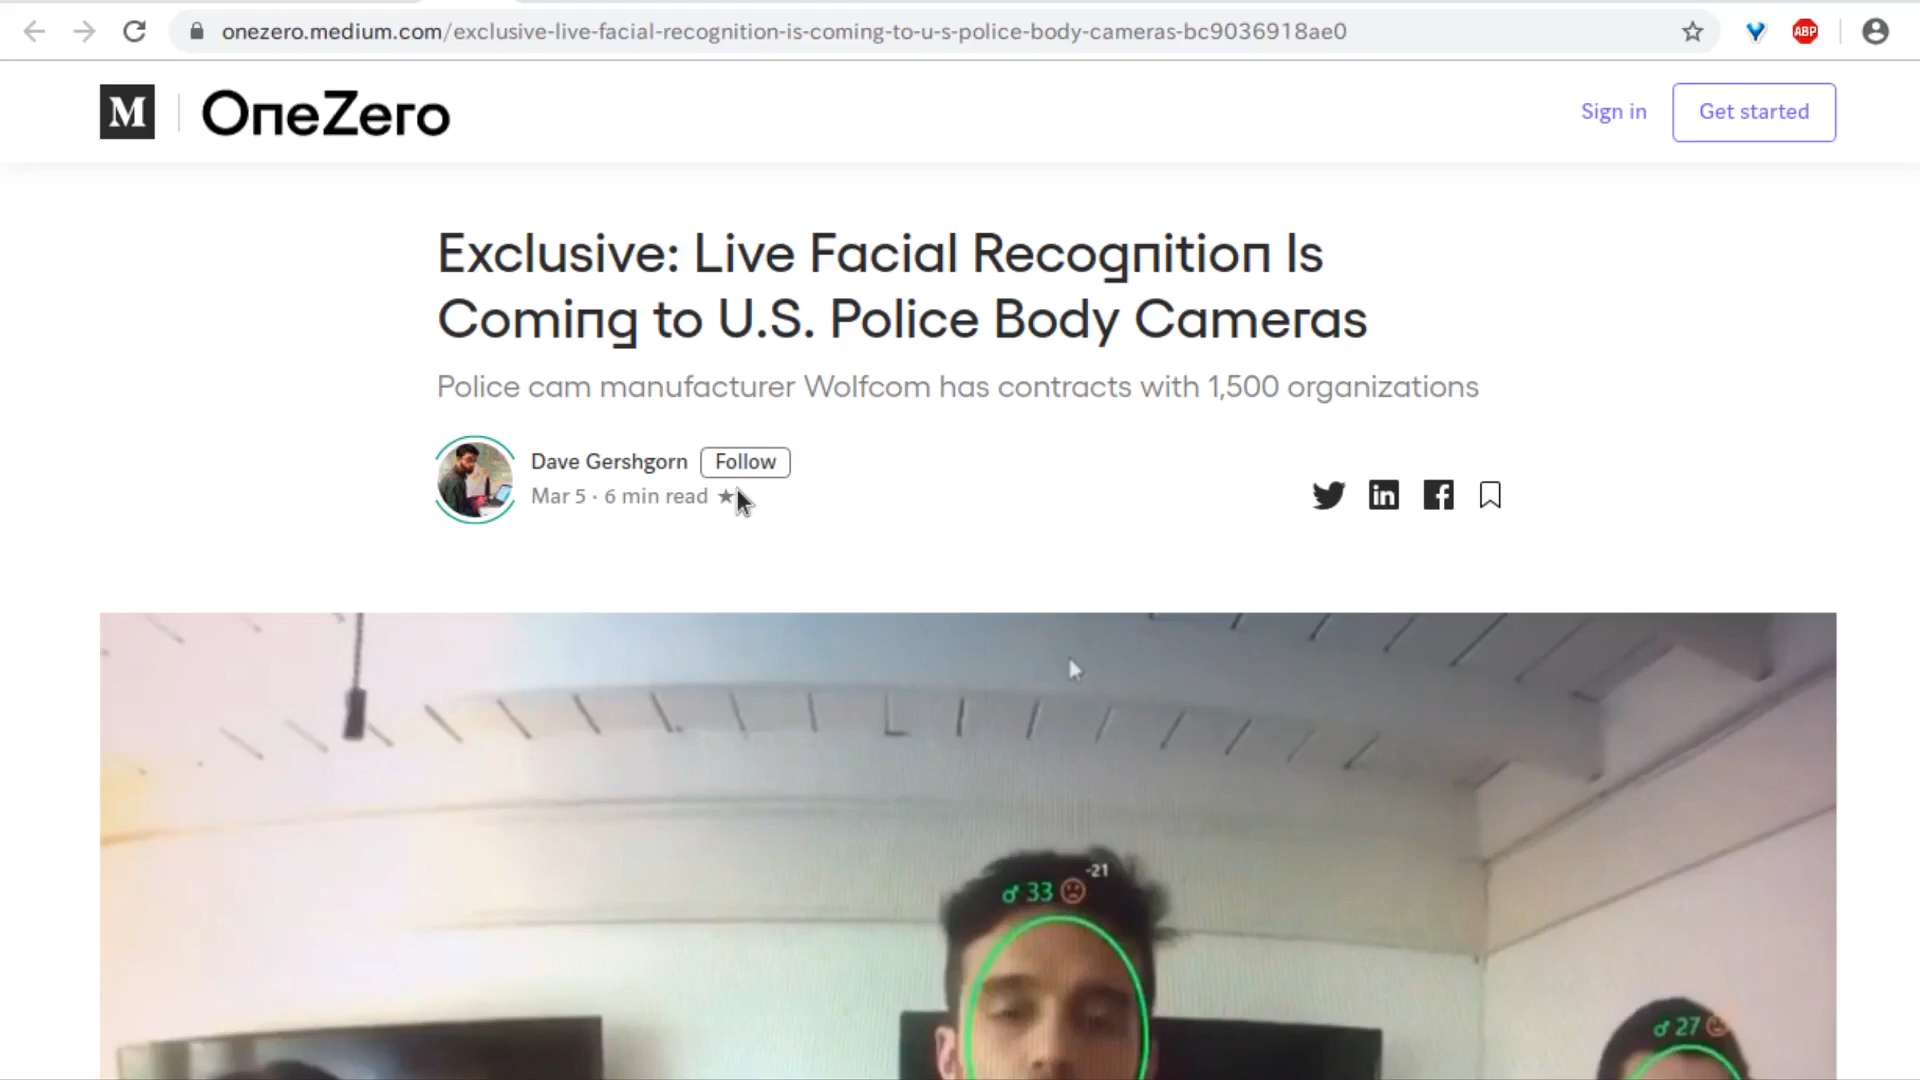 onezero.medium.com/exclusive-live-facial-recognition-is-coming-to-u-s-police-body-cameras-bc9036918ae0
ABP
M
OneZero
Sign in
Get started
Exclusive: Live Facial Recognition Is
Coming to U.S. Police Body Cameras
Police cam manufacturer Wolfcom has contracts with 1,500 organizations
Dave Gershgorn
Follow
Mar 5 · 6 min read ★
in
-21
♂ 33
♂ 27